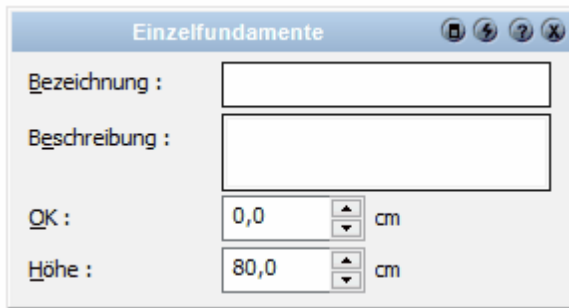 Einzelfundamente
Bezeichnung :
Beschreibung :
OK : 0,0 cm
Höhe : 80,0 cm